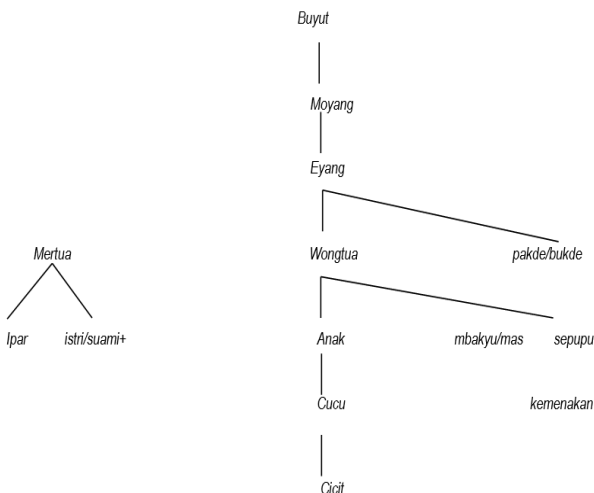 Buyut
Moyang
Eyang
Mertua Wongtua pakde/bukde
Ipar istri/suami+ Anak mbakyu/mas sepupu
Cucu kemenakan
Cicit